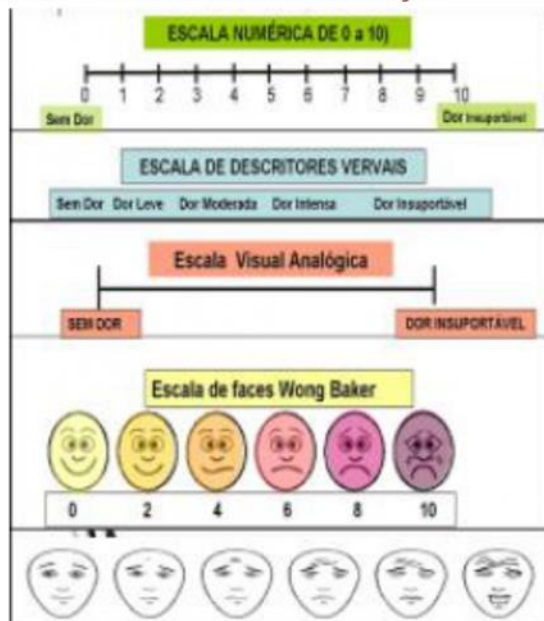 ESCALA NUMÉRICA DE 0 a 10)
0 1 2 3 4 5 6 7 8 9 10
Sem Dor Dor Insuportável
ESCALA DE DESCRITORES VERVAIS
Sem Dor Dor Leve Dor Moderada Dor Intensa Dor Insuportável
Escala Visual Analógica
SEM DOR DOR INSUPORTÁVEL
Escala de faces Wong Baker
0 2 4 6 8 10